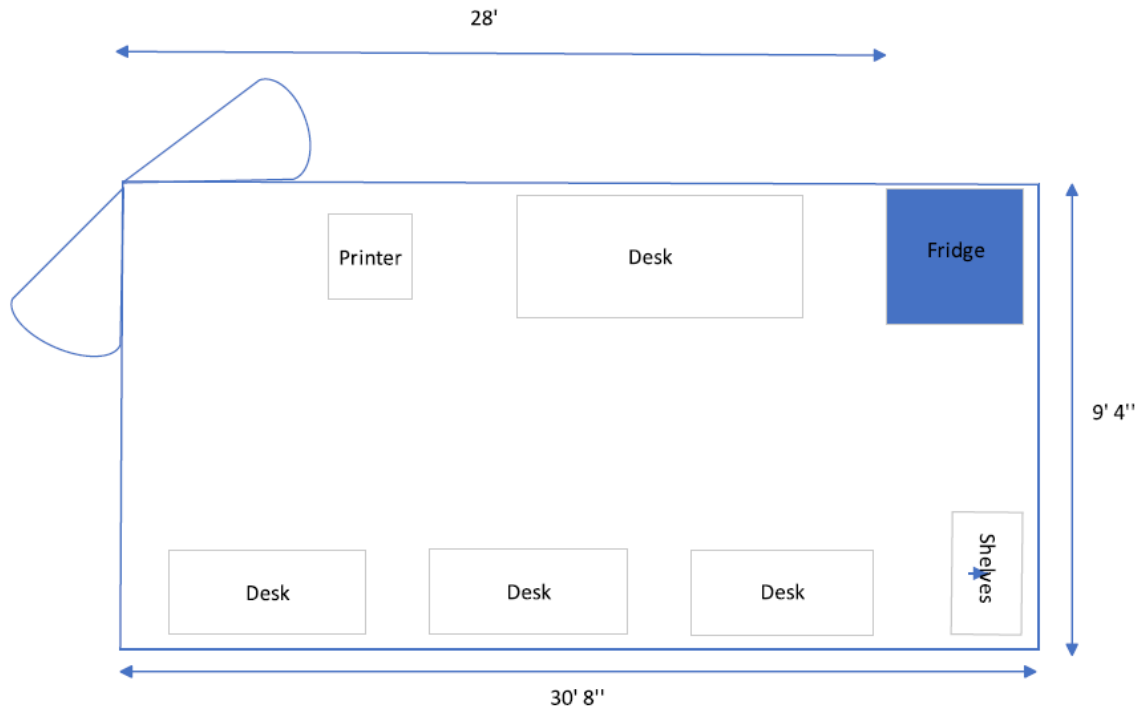 28'
Printer
Desk
Fridge
9' 4''
Desk
Desk
Desk
Shelves
30' 8''